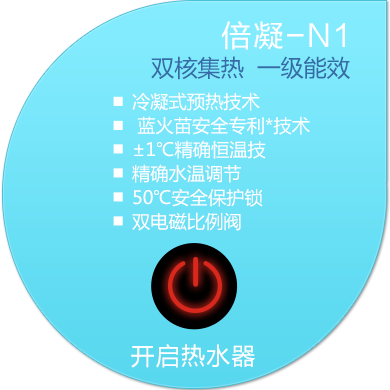 倍凝-N1
双核集热 一级能效
■ 冷凝式预热技术
■ 蓝火苗安全专利*技术
■ ±1℃精确恒温技
■ 精确水温调节
■ 50℃安全保护锁
■ 双电磁比例阀
开启热水器